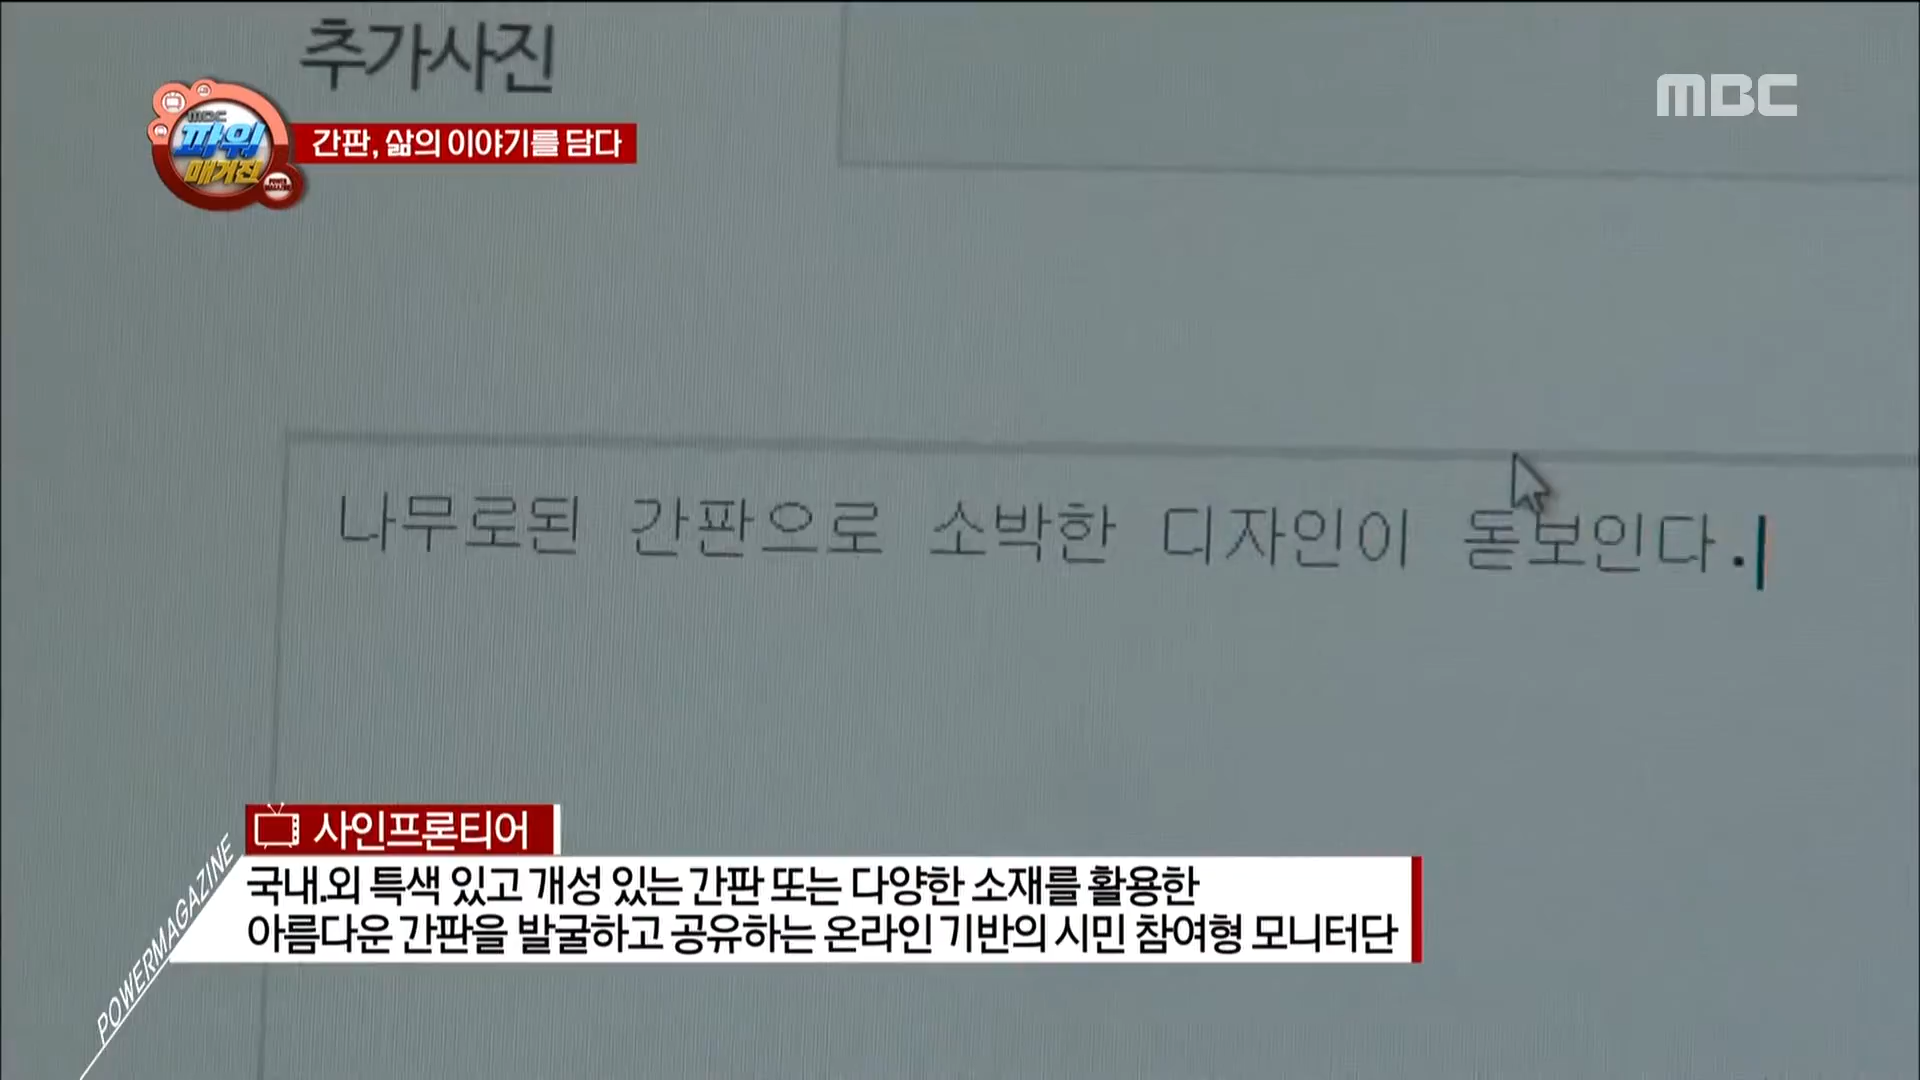 추가사진
MBC
MBC
파워
매거진
POWER
MAGAZINE
간판, 삶의 이야기를 담다
나무로된 간판으로 소박한 디자인이 돋보인다.
사인프론티어
국내.외 특색 있고 개성 있는 간판 또는 다양한 소재를 활용한
아름다운 간판을 발굴하고 공유하는 온라인 기반의 시민 참여형 모니터단
POWERMAGAZINE